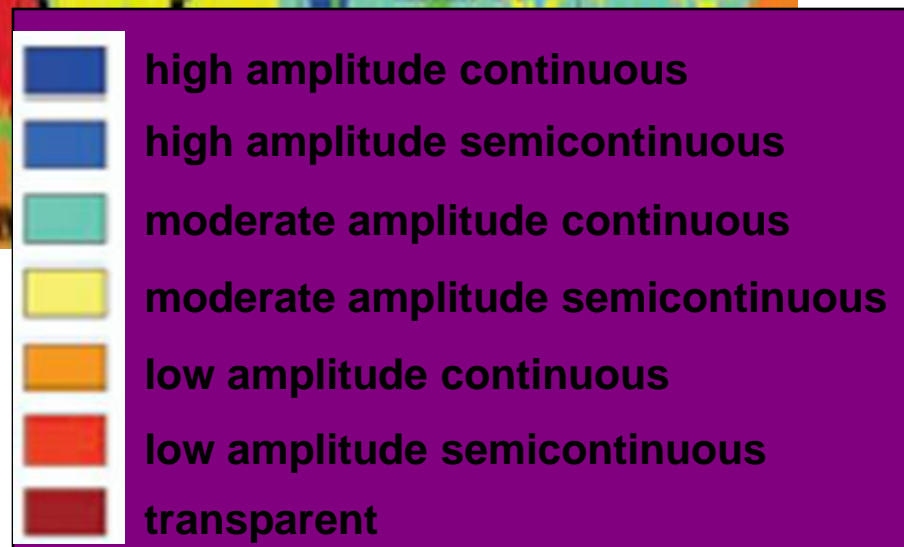 high amplitude continuous
high amplitude semicontinuous
moderate amplitude continuous
moderate amplitude semicontinuous
low amplitude continuous
low amplitude semicontinuous
transparent